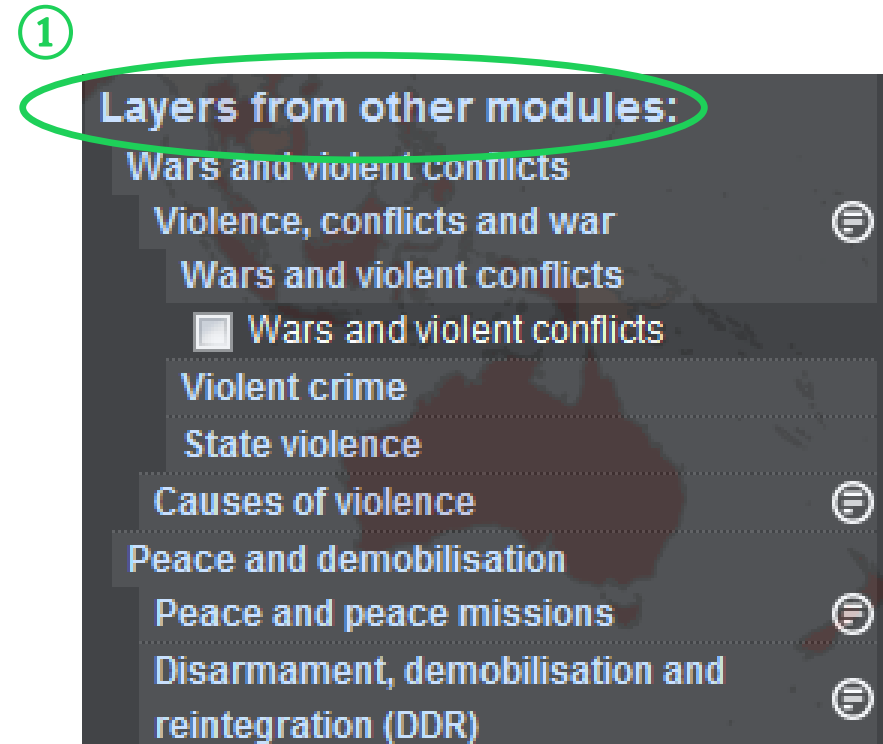 ①
Layers from other modules:
Wars and violent conflicts
Violence, conflicts and war
Wars and violent conflicts
Wars and violent conflicts
Violent crime
State violence
Causes of violence
Peace and demobilisation
Peace and peace missions
Disarmament, demobilisation and
reintegration (DDR)